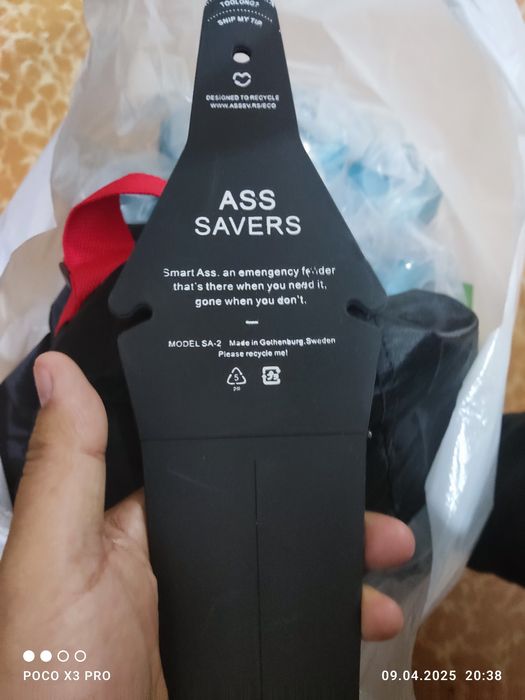 TOOLONG?
SNIP MY TIP
DESIGNED TO RECYCLE
WWW.ASSSV.RS/ECO
ASS
SAVERS
Smart Ass, an emergency fender
that's there when you need it,
gone when you don't.
MODEL SA-2 Made in Gothenburg.Sweden
Please recycle me!
5
POCO X3 PRO
09.04.2025 20:38